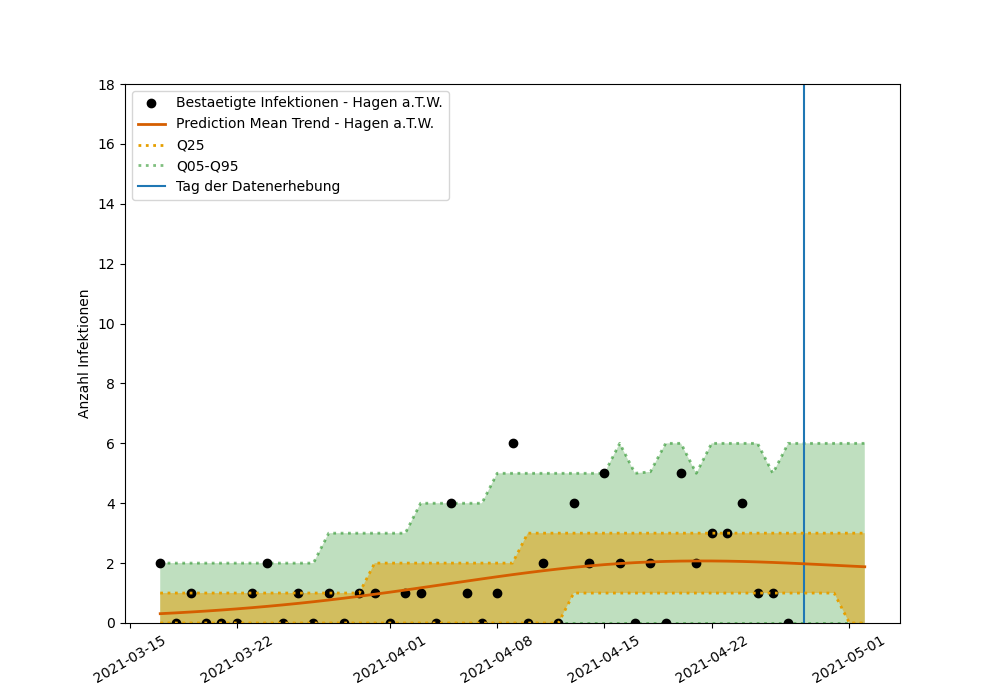 18
16
14
12
10
8
6
4
2
0
Anzahl Infektionen
Bestaetigte Infektionen - Hagen a.T.W.
Prediction Mean Trend - Hagen a.T.W.
Q25
Q05-Q95
Tag der Datenerhebung
2021-03-15
2021-03-22
2021-04-01
2021-04-08
2021-04-15
2021-04-22
2021-05-01